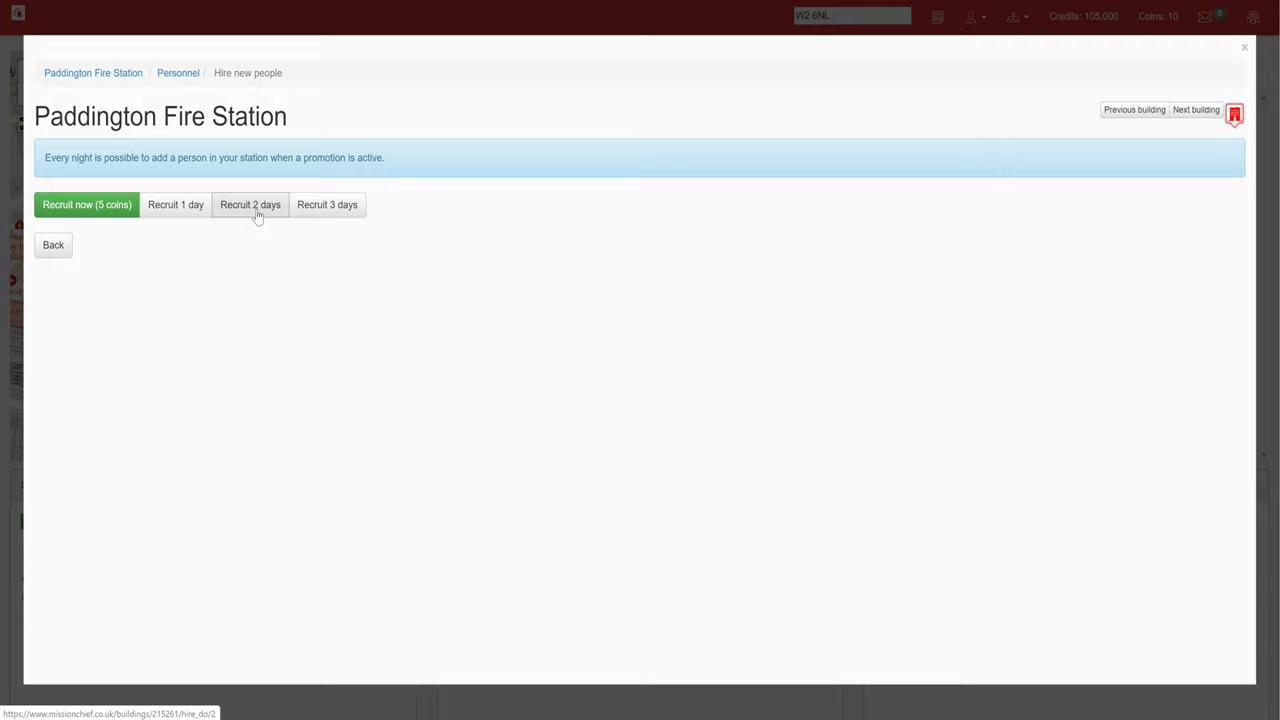 W2 6NL
Credits: 105,000
Coins: 10
0
×
Paddington Fire Station / Personnel / Hire new people
Paddington Fire Station
Previous building
Next building
Every night is possible to add a person in your station when a promotion is active.
Recruit now (5 coins)
Recruit 1 day
Recruit 2 days
Recruit 3 days
Back
https://www.missionchief.co.uk/buildings/215261/hire_do/2